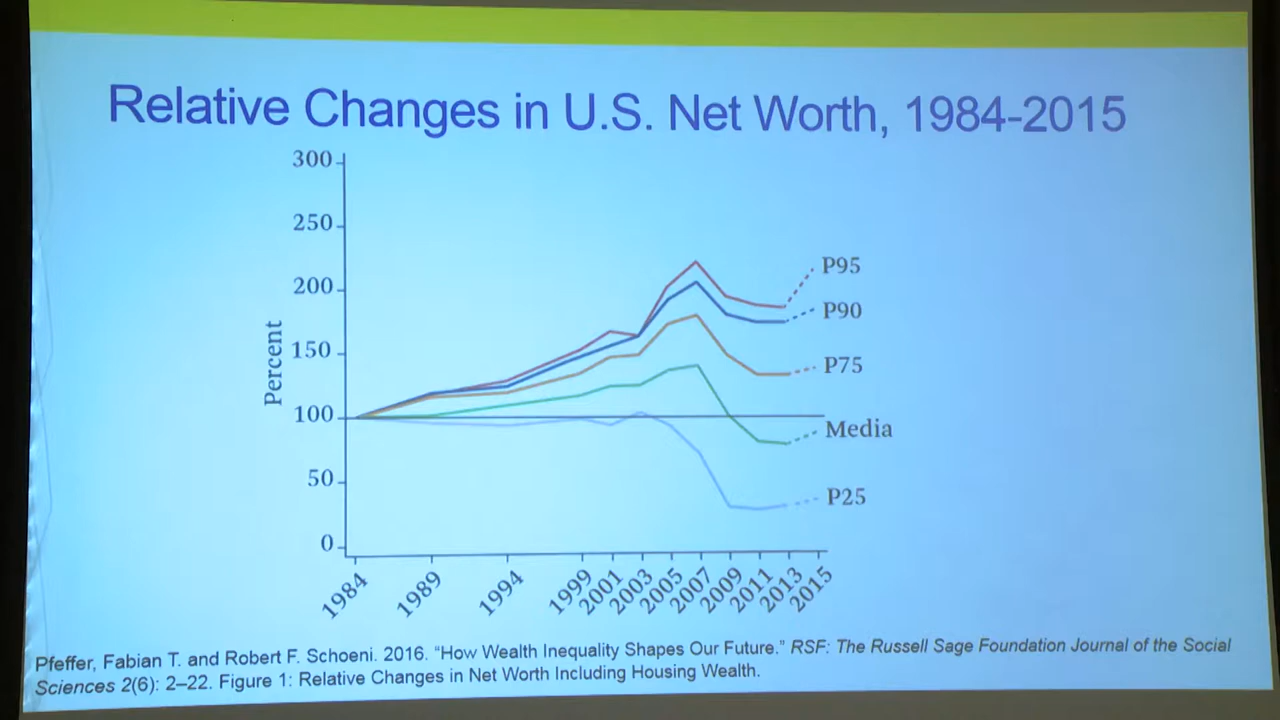 Relative Changes in U.S. Net Worth, 1984-2015
300
250
200
150
100
50
0
Percent
P95
P90
P75
Media
P25
1984
1989
1994
1999
2001
2003
2005
2007
2009
2011
2013
2015
Pfeffer, Fabian T. and Robert F. Schoeni. 2016. “How Wealth Inequality Shapes Our Future.” RSF: The Russell Sage Foundation Journal of the Social
Sciences 2(6): 2–22. Figure 1: Relative Changes in Net Worth Including Housing Wealth.